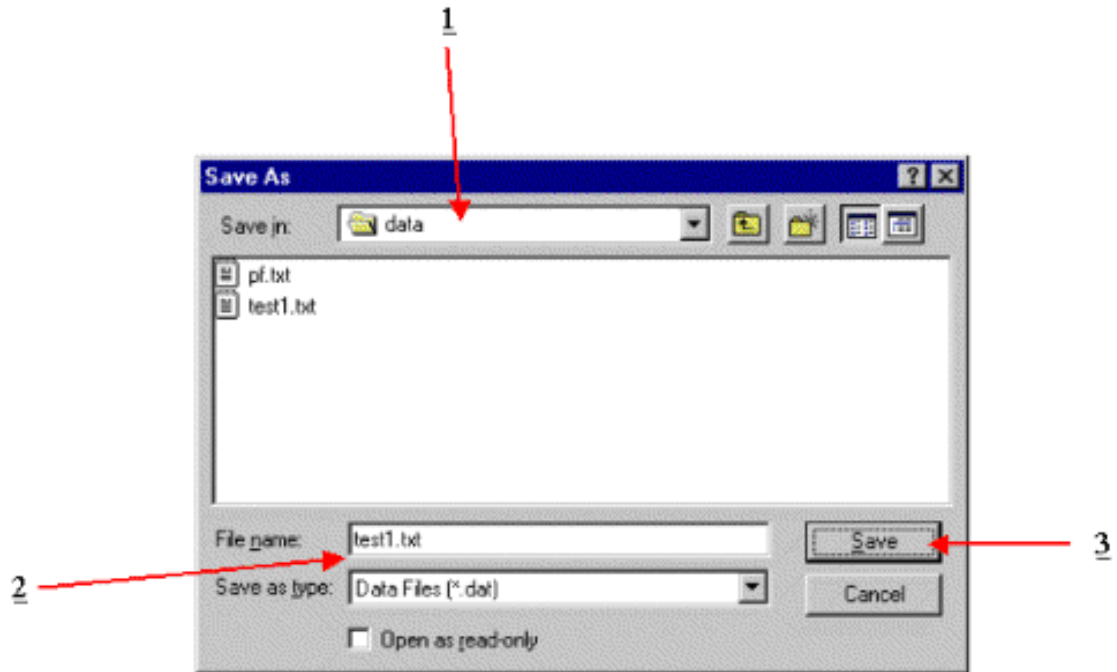 1
Save As
Save in: data
pf.txt
test1.txt
File name: test1.txt
Save
3
2
Save as type: Data Files (*.dat)
Cancel
Open as read-only